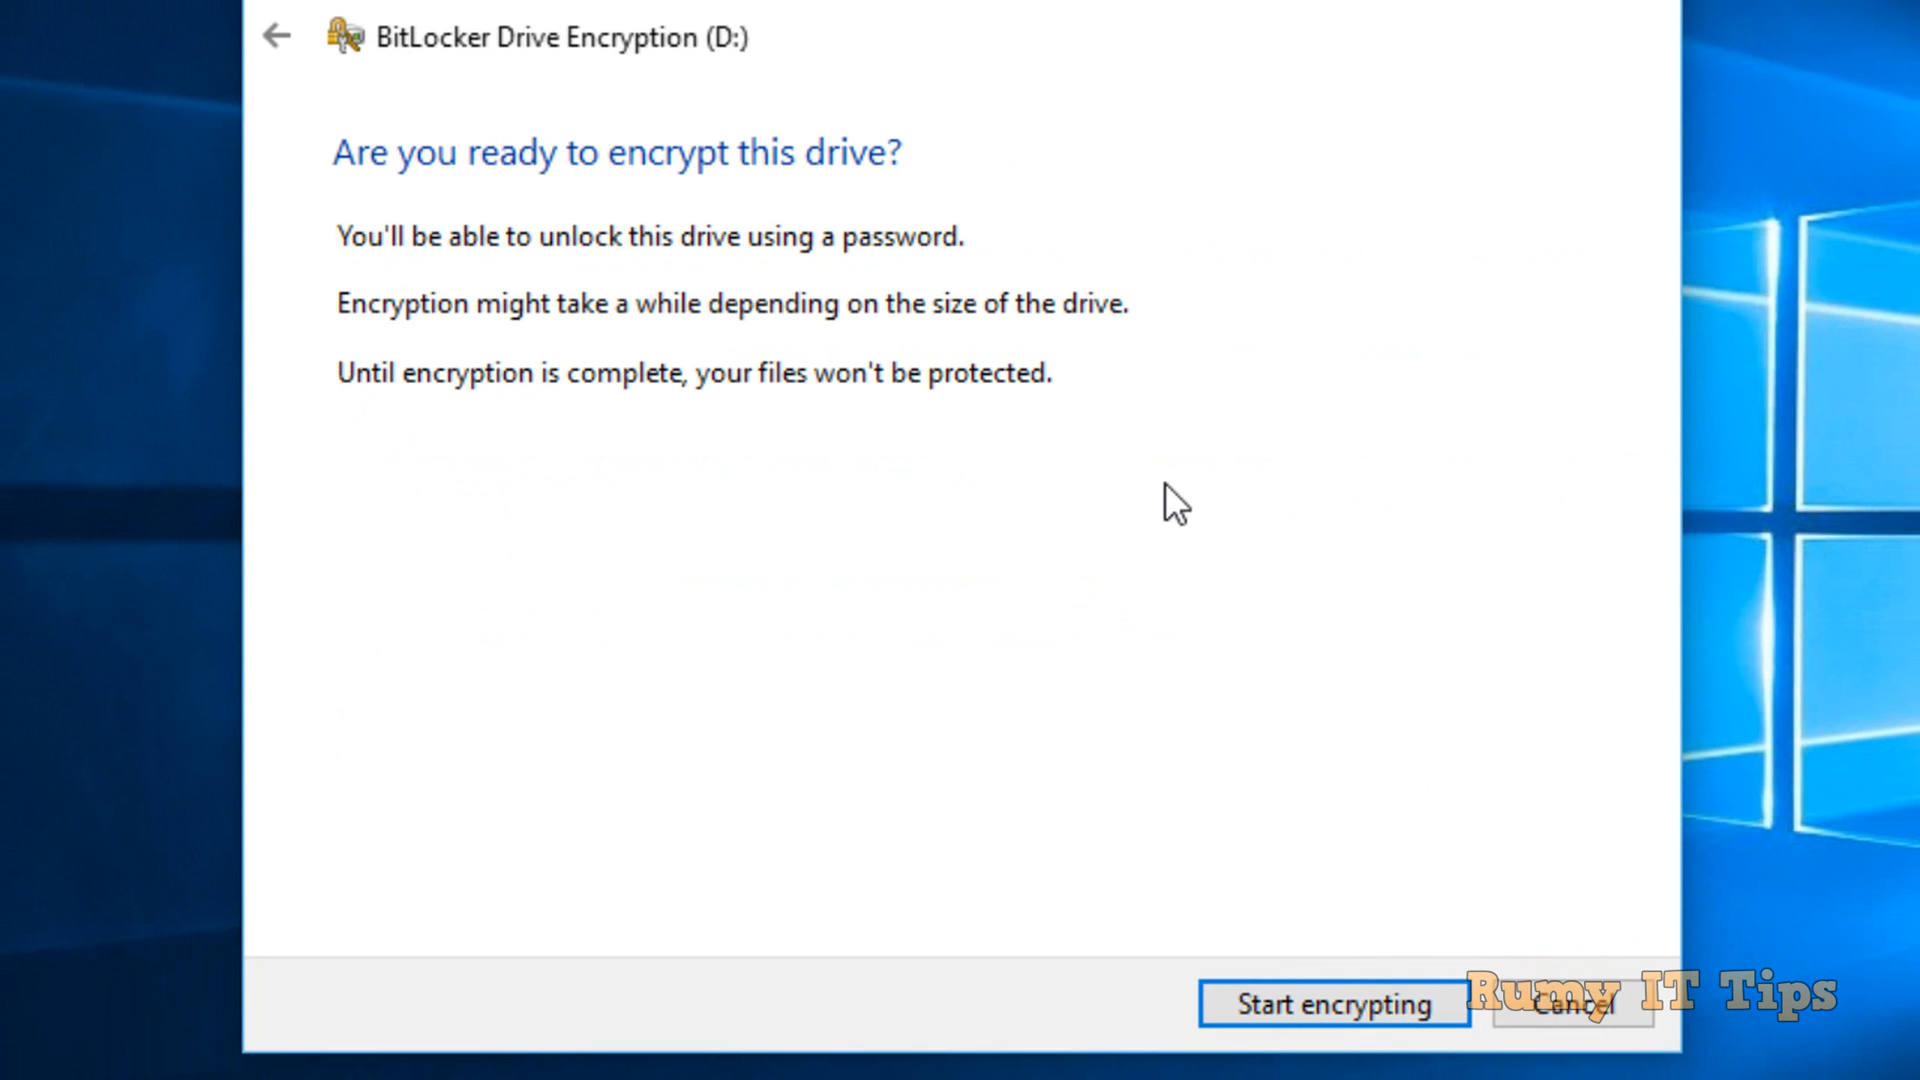 BitLocker Drive Encryption (D:)
Are you ready to encrypt this drive?
You'll be able to unlock this drive using a password.
Encryption might take a while depending on the size of the drive.
Until encryption is complete, your files won't be protected.
Start encrypting
Cancel
Rumy IT Tips